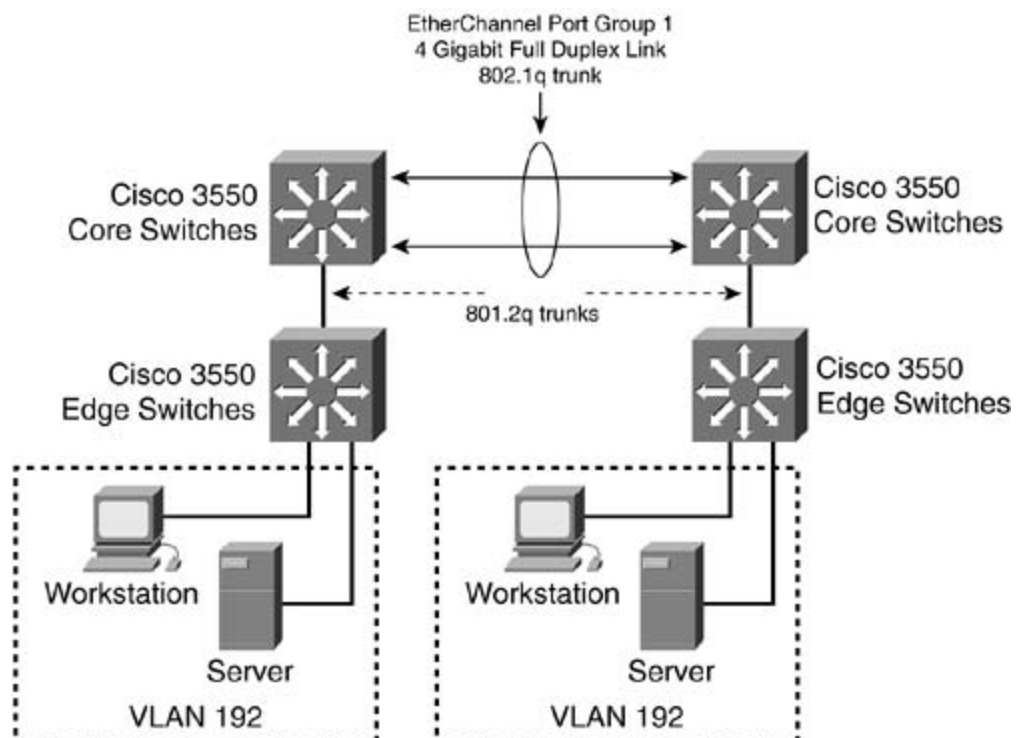 EtherChannel Port Group 1
4 Gigabit Full Duplex Link
802.1q trunk
Cisco 3550
Core Switches
Cisco 3550
Core Switches
801.2q trunks
Cisco 3550
Edge Switches
Cisco 3550
Edge Switches
Workstation
Server
VLAN 192
Workstation
Server
VLAN 192